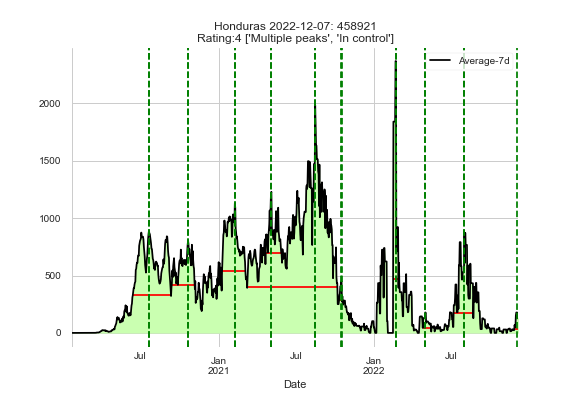 Honduras 2022-12-07: 458921
Rating:4 ['Multiple peaks', 'In control']
Average-7d
2000
1500
1000
500
0
Jul
Jan
2021
Jul
Jan
2022
Jul
Date